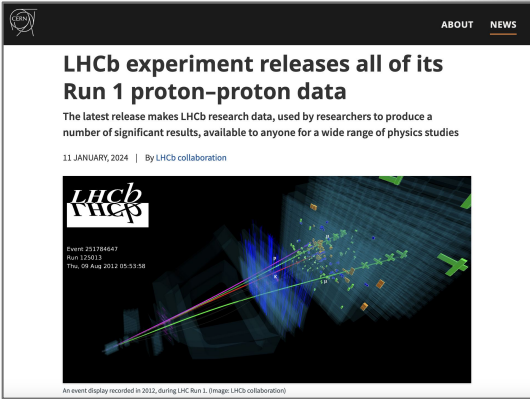 CERN
ABOUT NEWS
LHCb experiment releases all of its
Run 1 proton–proton data
The latest release makes LHCb research data, used by researchers to produce a
number of significant results, available to anyone for a wide range of physics studies
11 JANUARY, 2024 | By LHCb collaboration
LHCb
LHCb
Event 251784647
Run 125013
Thu, 09 Aug 2012 05:53:58
An event display recorded in 2012, during LHC Run 1. (Image: LHCb collaboration)